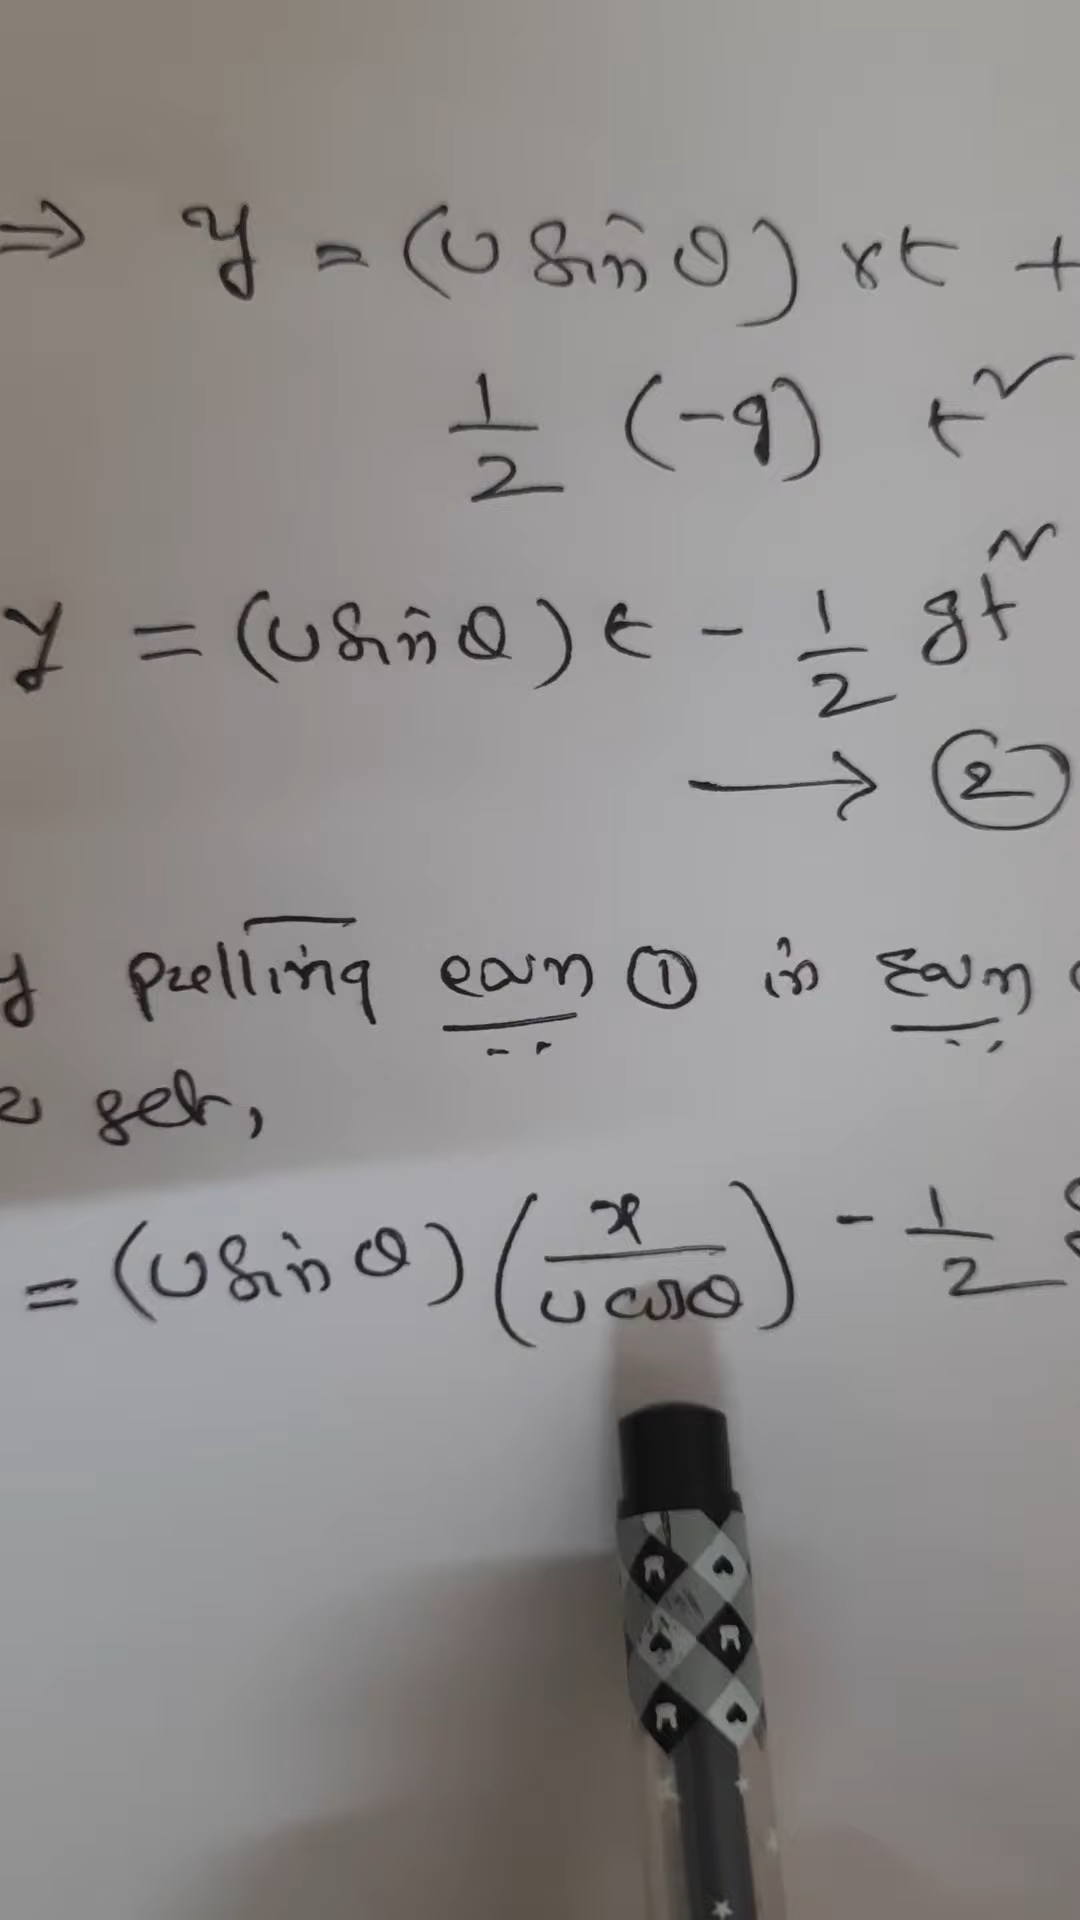 ⇒ y = (u sin θ) × t +
1/2 (-g) t²
y = (u sin θ) t - 1/2 gt²
→ ②
y putting eqn ① in Eqn
get,
= (u sin θ) (x / u cos θ) - 1/2 g